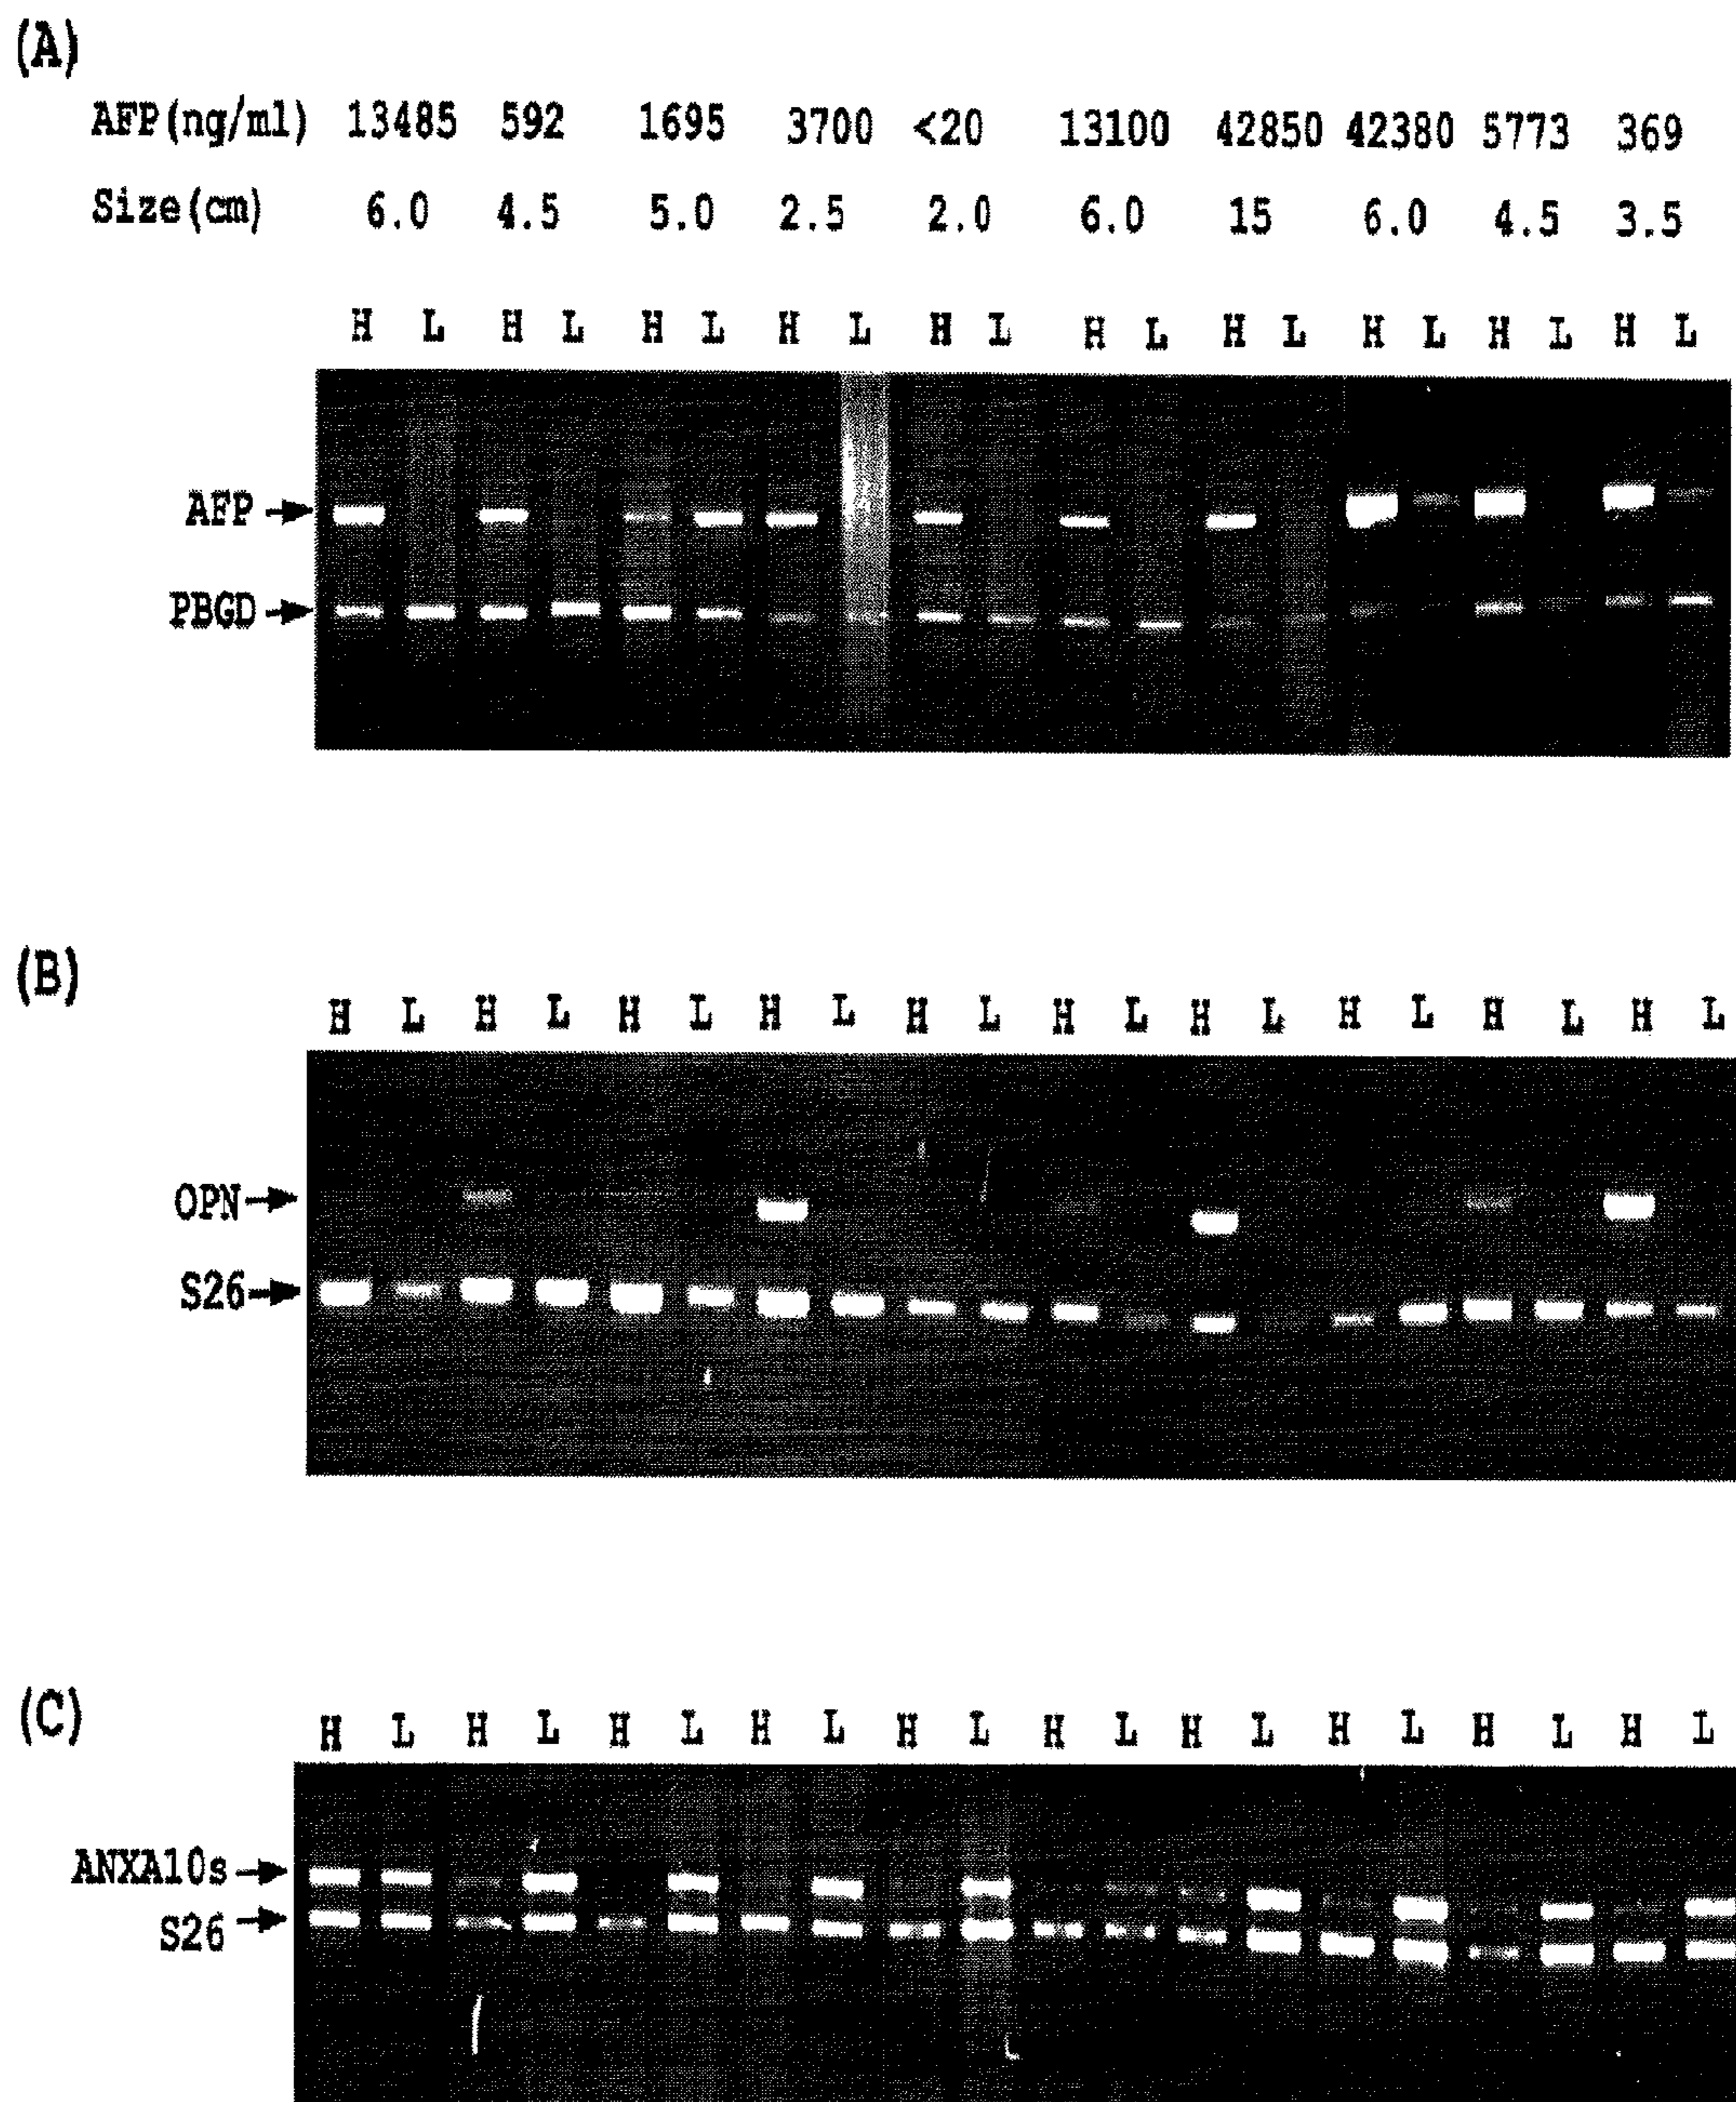 (A)
AFP(ng/ml) 13485 592 1695 3700 <20 13100 42850 42380 5773 369
Size(cm) 6.0 4.5 5.0 2.5 2.0 6.0 15 6.0 4.5 3.5
H L H L H L H L H L H L H L H L H L H L
AFP
PBGD
(B)
H L H L H L H L H L H L H L H L H L H L
OPN
S26
(C)
H L H L H L H L H L H L H L H L H L H L
ANXA10s
S26